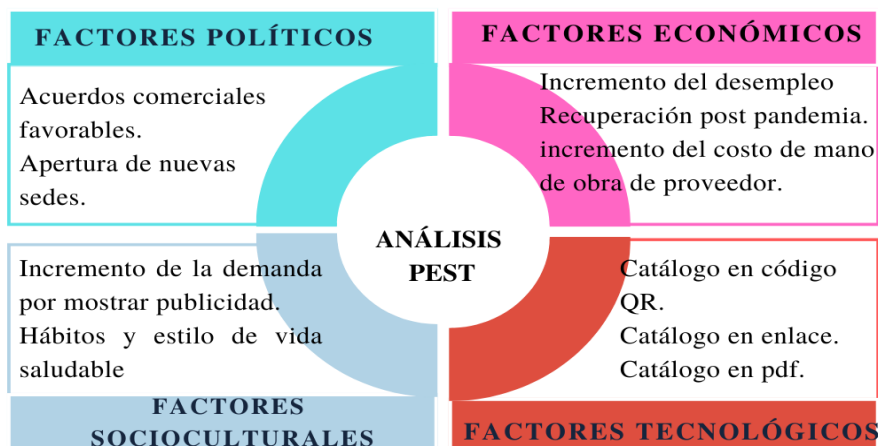 FACTORES POLÍTICOS
Acuerdos comerciales
favorables.
Apertura de nuevas
sedes.
FACTORES ECONÓMICOS
Incremento del desempleo
Recuperación post pandemia.
incremento del costo de mano
de obra de proveedor.
ANÁLISIS
PEST
Incremento de la demanda
por mostrar publicidad.
Hábitos y estilo de vida
saludable
FACTORES
SOCIOCULTURALES
Catálogo en código
QR.
Catálogo en enlace.
Catálogo en pdf.
FACTORES TECNOLÓGICOS